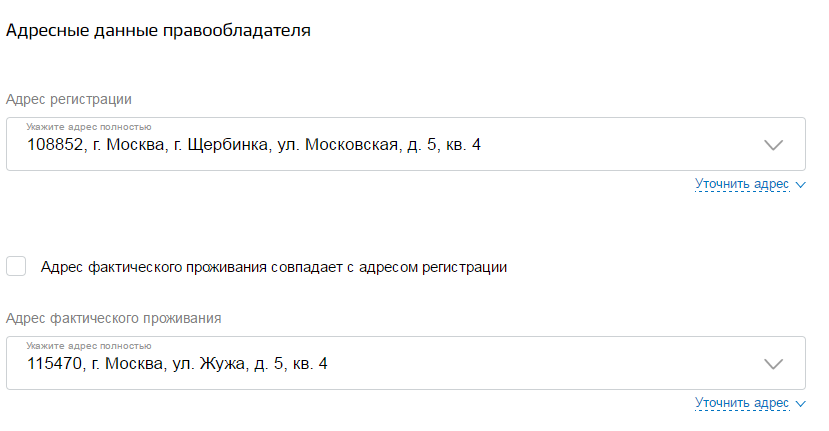 Адресные данные правообладателя
Адрес регистрации
Укажите адрес полностью
108852, г. Москва, г. Щербинка, ул. Московская, д. 5, кв. 4
Уточнить адрес
Адрес фактического проживания совпадает с адресом регистрации
Адрес фактического проживания
Укажите адрес полностью
115470, г. Москва, ул. Жужа, д. 5, кв. 4
Уточнить адрес